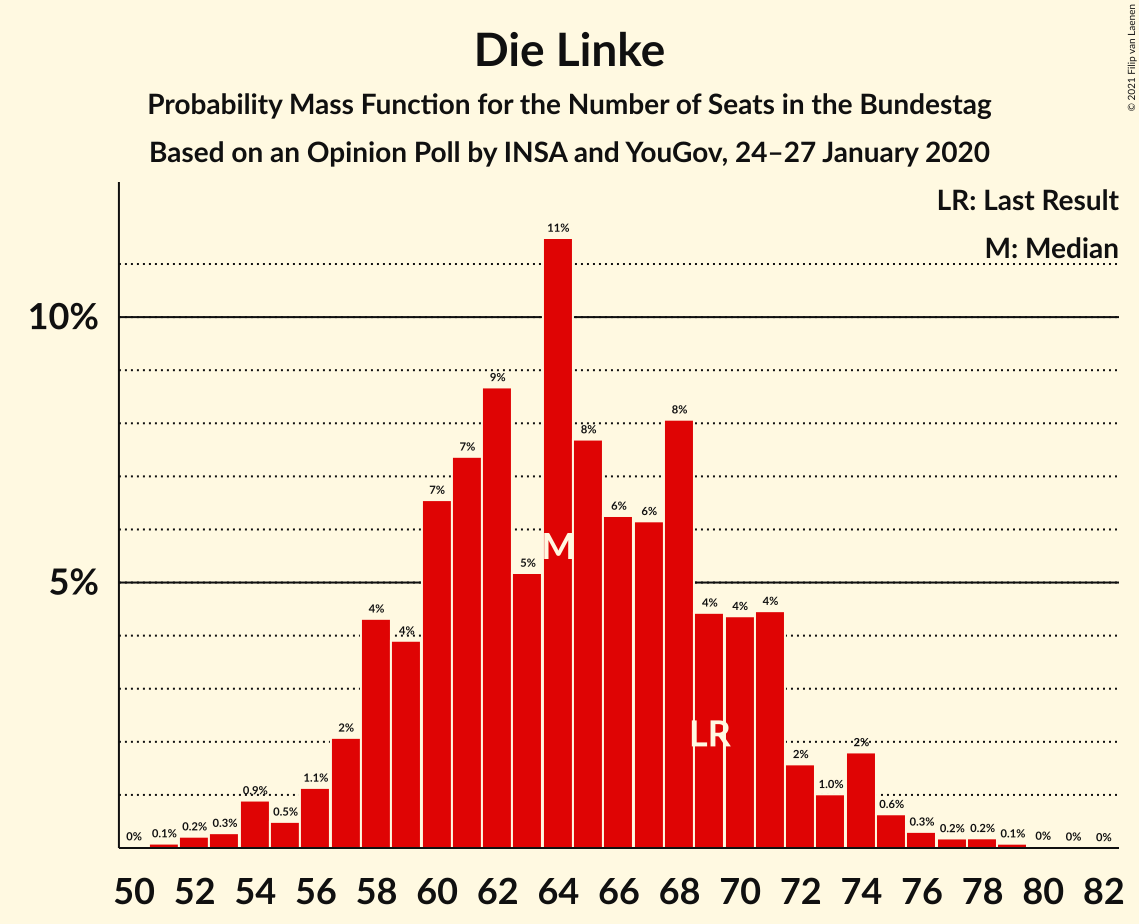 Die Linke
Probability Mass Function for the Number of Seats in the Bundestag
Based on an Opinion Poll by INSA and YouGov, 24–27 January 2020
© 2021 Filip van Laenen
LR: Last Result
M: Median
10%
5%
0% 0.1% 0.2% 0.3% 0.9% 0.5% 1.1% 2% 4% 4% 7% 7% 9% 5% 11% 8% 6% 6% 8% 4% 4% 4% 2% 1.0% 2% 0.6% 0.3% 0.2% 0.2% 0.1% 0% 0% 0%
M
LR
50 52 54 56 58 60 62 64 66 68 70 72 74 76 78 80 82